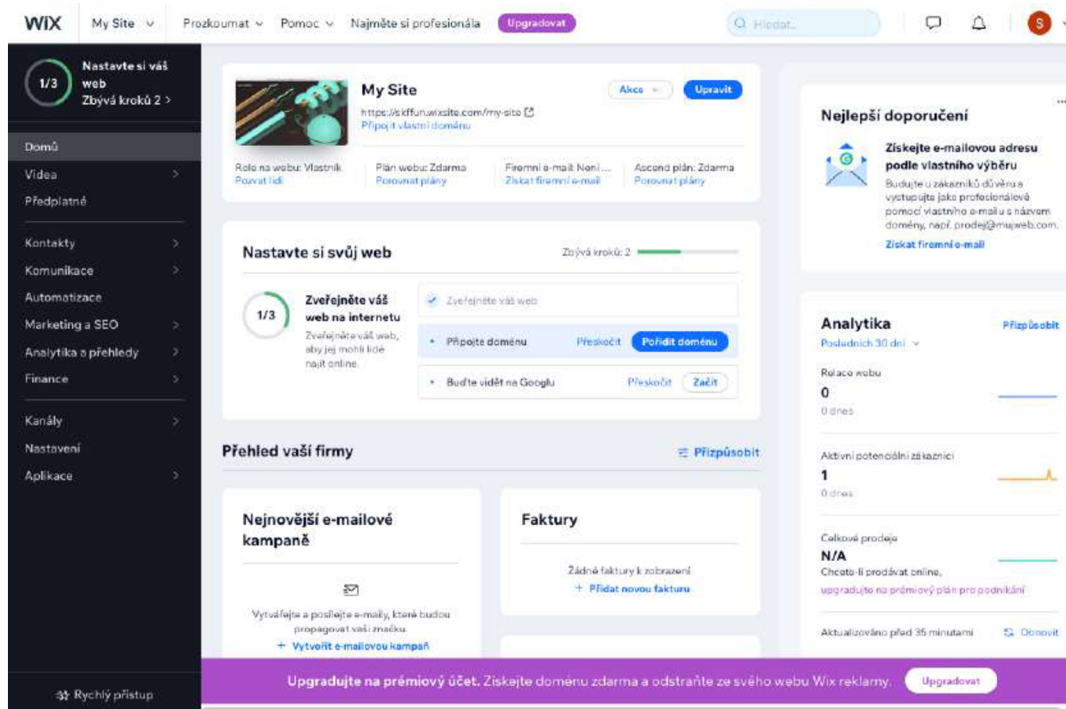 WiX
My Site
Prozkoumat
Pomoc
Najměte si profesionála
Upgradovat
Hledat...
S
1/3
Nastavte si váš
web
Zbývá kroků 2 >
Domů
Videa
Předplatné
Kontakty
Komunikace
Automatizace
Marketing a SEO
Analytika a přehledy
Finance
Kanály
Nastavení
Aplikace
Rychlý přístup
My Site
Akce
Upravit
Připojit vlastní doménu
Role na webu: Vlastník
Pozvat lidi
Plán webu: Zdarma
Porovnat plány
Firemní e-mail: Není ...
Získat firemní e-mail
Ascend plán: Zdarma
Porovnat plány
Nastavte si svůj web
Zbývá kroků: 2
1/3
Zveřejněte váš
web na internetu
Zveřejněte váš web,
aby jej mohli lidé
najít online.
Zveřejněte váš web
Připojte doménu
Přeskočit
Pořídit doménu
Buďte vidět na Googlu
Přeskočit
Začít
Přehled vaší firmy
Přizpůsobit
Nejnovější e-mailové
kampaně
Vytvářejte a posílejte e-maily, které budou
propagovat vaši značku.
+ Vytvořit e-mailovou kampaň
Faktury
Žádné faktury k zobrazení
+ Přidat novou fakturu
Nejlepší doporučení
Získejte e-mailovou adresu
podle vlastního výběru
Budujte u zákazníků důvěru a
vystupujte jako profesionálové
pomocí vlastního e-mailu s názvem
domény, např. prodej@mujweb.com.
Získat firemní e-mail
Analytika
Přizpůsobit
Posledních 30 dní
Relace webu
0
0 dnes
Aktivní potenciální zákazníci
1
0 dnes
Celkové prodeje
N/A
Chcete-li prodávat online,
upgradujte na prémiový plán pro podnikání
Aktualizováno před 35 minutami
Obnovit
Upgradujte na prémiový účet. Získejte doménu zdarma a odstraňte ze svého webu Wix reklamy.
Upgradovat